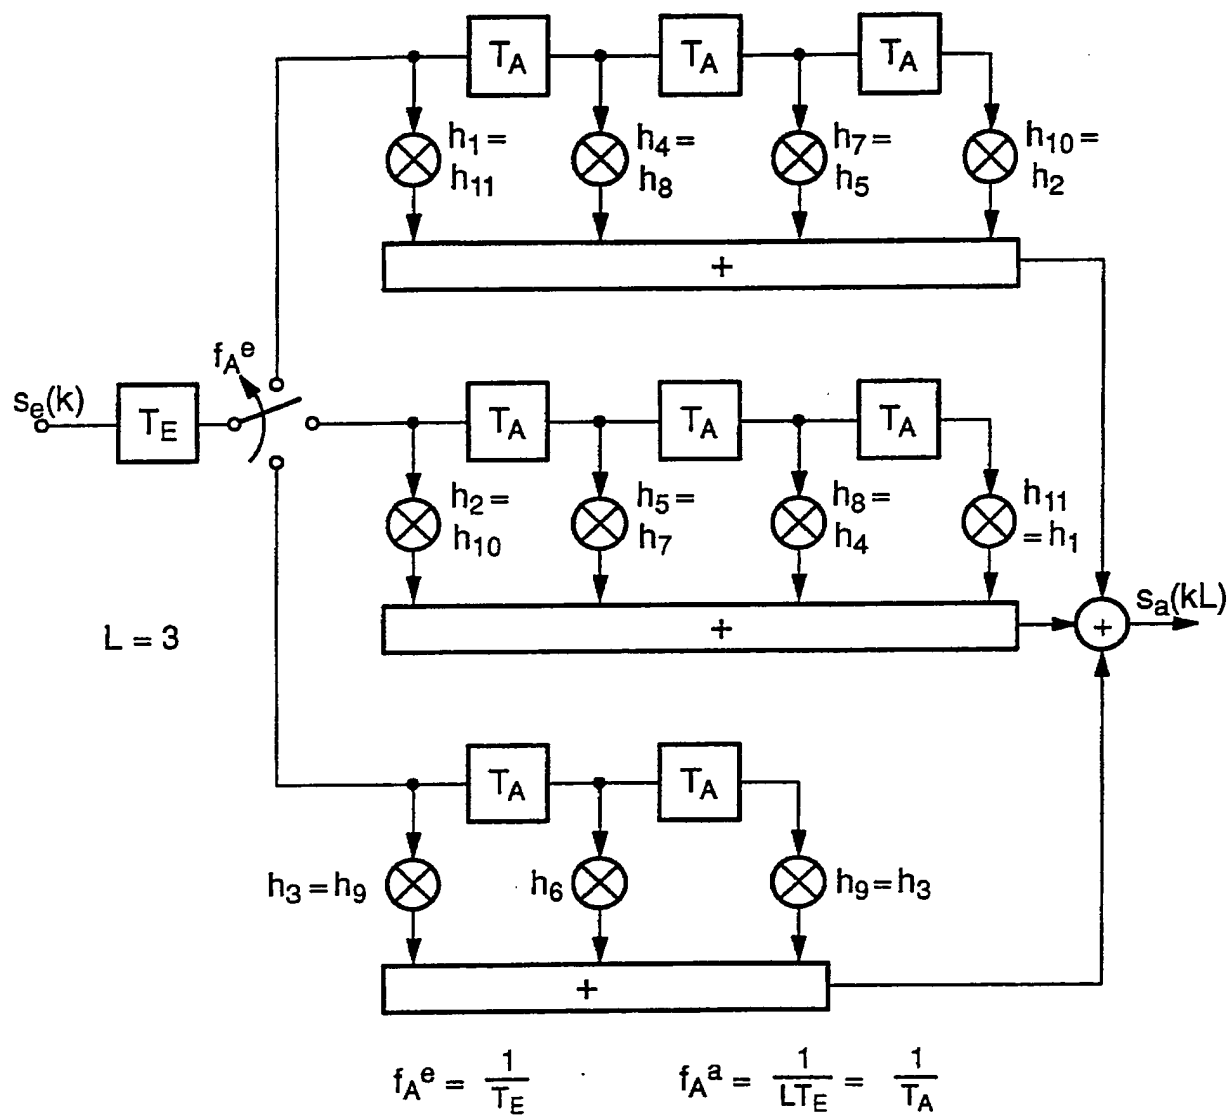 T_A T_A T_A
h_1 = h_11
h_4 = h_8
h_7 = h_5
h_10 = h_2
+
f_A^e
s_e(k)
T_E
T_A T_A T_A
h_2 = h_10
h_5 = h_7
h_8 = h_4
h_11 = h_1
+
+
s_a(kL)
L = 3
T_A T_A
h_3 = h_9
h_6
h_9 = h_3
+
f_A^e = 1/T_E
f_A^a = 1/LT_E = 1/T_A